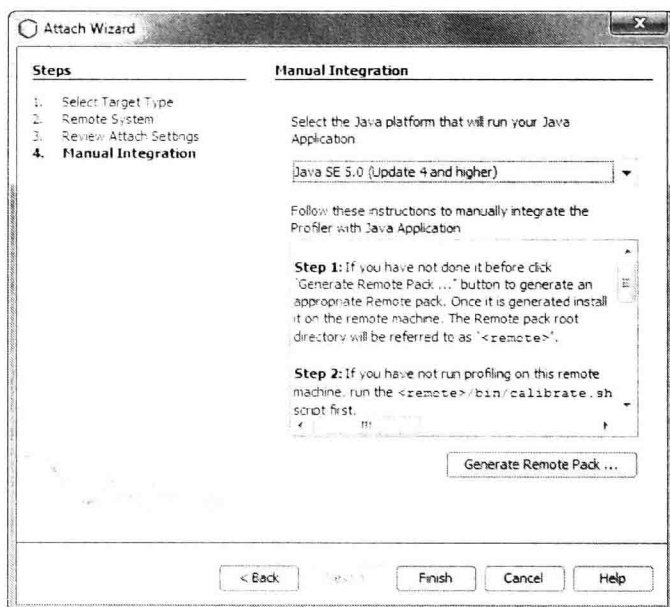 Attach Wizard
Steps
1. Select Target Type
2. Remote System
3. Review Attach Settings
4. Manual Integration
Manual Integration
Select the Java platform that will run your Java
Application
Java SE 5.0 (Update 4 and higher)
Follow these instructions to manually integrate the
Profiler with Java Application
Step 1: If you have not done it before click
"Generate Remote Pack ..." button to generate an
appropriate Remote pack. Once it is generated install
it on the remote machine. The Remote pack root
directory will be referred to as "<remote>".
Step 2: If you have not run profiling on this remote
machine, run the <remote>/bin/calibrate.sh
script first.
Generate Remote Pack ...
< Back
Next >
Finish
Cancel
Help